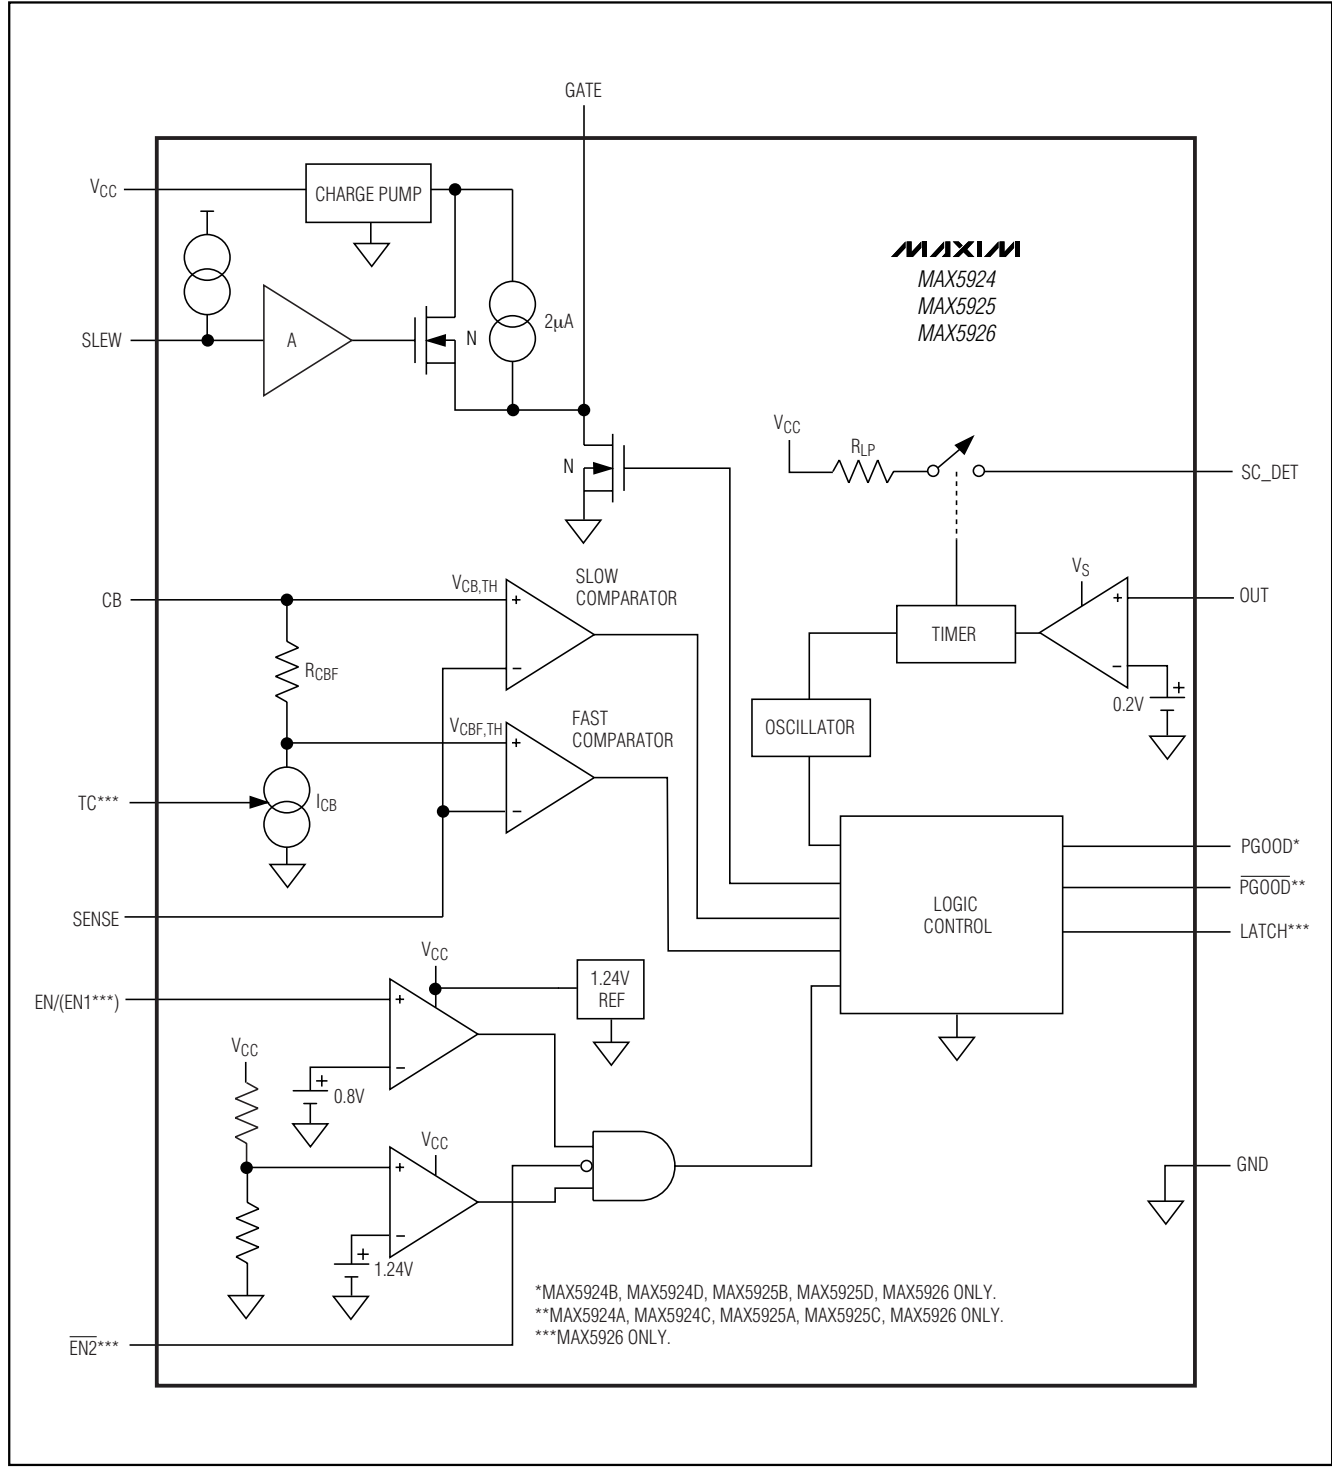 GATE
VCC
CHARGE PUMP
MAXIM
MAX5924
MAX5925
MAX5926
2µA
SLEW
A
N
VCC
RLP
N
SC_DET
VS
SLOW
COMPARATOR
VCB,TH
+
CB
+
OUT
TIMER
RCBF
−
−
+
0.2V
FAST
COMPARATOR
VCBF,TH
+
OSCILLATOR
TC***
ICB
−
PGOOD*
PGOOD**
LOGIC
CONTROL
SENSE
LATCH***
VCC
1.24V
REF
EN/(EN1***)
+
VCC
−
+
0.8V
VCC
+
GND
−
+
1.24V
*MAX5924B, MAX5924D, MAX5925B, MAX5925D, MAX5926 ONLY.
**MAX5924A, MAX5924C, MAX5925A, MAX5925C, MAX5926 ONLY.
***MAX5926 ONLY.
EN2***